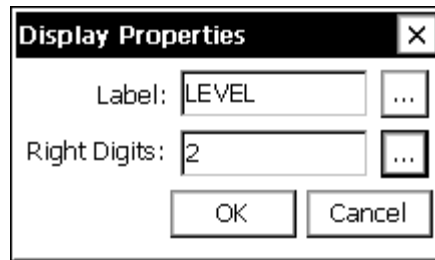 Display Properties ×
Label: LEVEL ...
Right Digits: 2 ...
OK Cancel